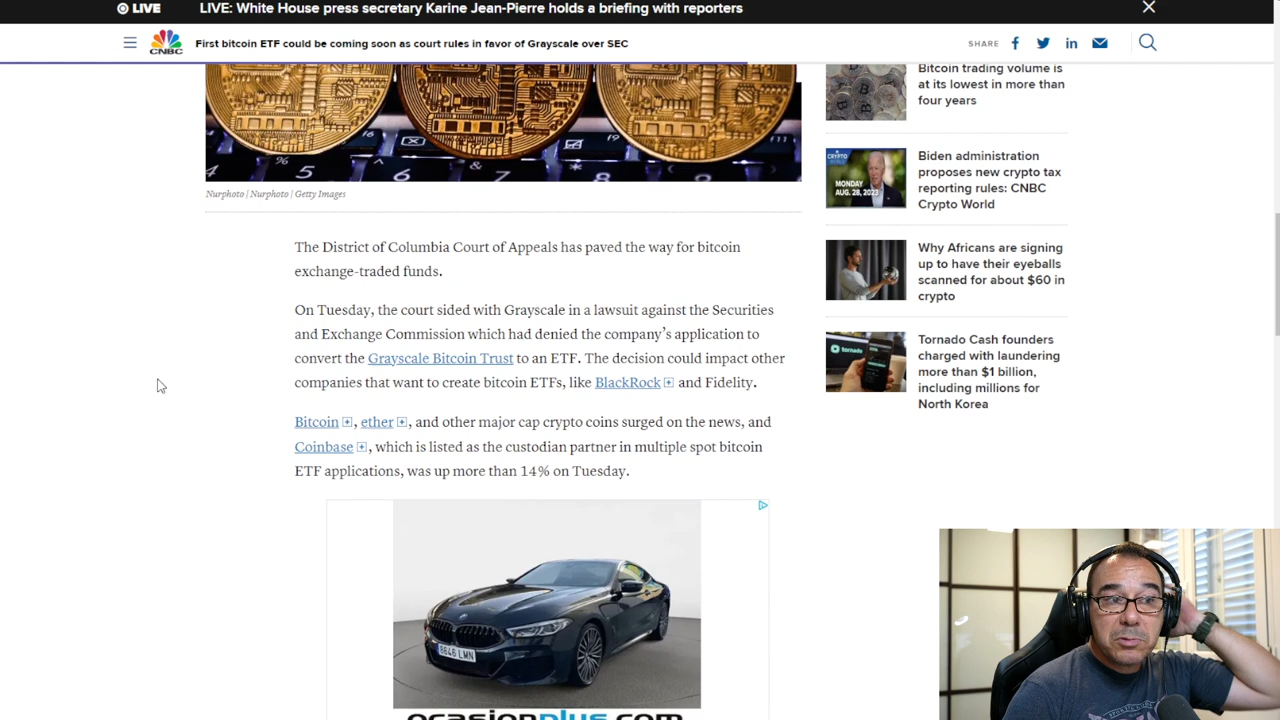 LIVE
LIVE: White House press secretary Karine Jean-Pierre holds a briefing with reporters
CNBC
First bitcoin ETF could be coming soon as court rules in favor of Grayscale over SEC
SHARE
Nurphoto | Nurphoto | Getty Images
The District of Columbia Court of Appeals has paved the way for bitcoin
exchange-traded funds.
On Tuesday, the court sided with Grayscale in a lawsuit against the Securities
and Exchange Commission which had denied the company's application to
convert the Grayscale Bitcoin Trust to an ETF. The decision could impact other
companies that want to create bitcoin ETFs, like BlackRock and Fidelity.
Bitcoin, ether, and other major cap crypto coins surged on the news, and
Coinbase, which is listed as the custodian partner in multiple spot bitcoin
ETF applications, was up more than 14% on Tuesday.
8646 LMN
ocasionplus.com
Bitcoin trading volume is
at its lowest in more than
four years
CRYPTO
WORLD
MONDAY
AUG. 28, 2023
Biden administration
proposes new crypto tax
reporting rules: CNBC
Crypto World
Why Africans are signing
up to have their eyeballs
scanned for about $60 in
crypto
Tornado Cash founders
charged with laundering
more than $1 billion,
including millions for
North Korea